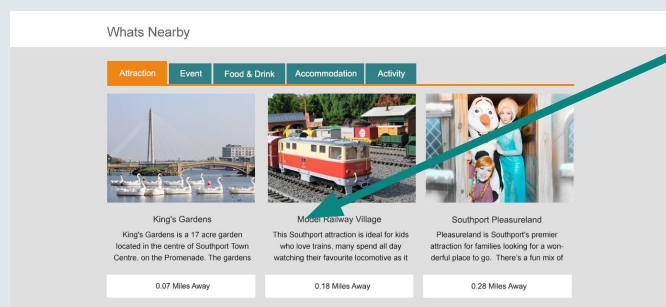 Whats Nearby
Attraction Event Food & Drink Accommodation Activity
King's Gardens
King's Gardens is a 17 acre garden
located in the centre of Southport Town
Centre, on the Promenade. The gardens
0.07 Miles Away
Model Railway Village
This Southport attraction is ideal for kids
who love trains, many spend all day
watching their favourite locomotive as it
0.18 Miles Away
Southport Pleasureland
Pleasureland is Southport's premier
attraction for families looking for a won-
derful place to go. There's a fun mix of
0.28 Miles Away